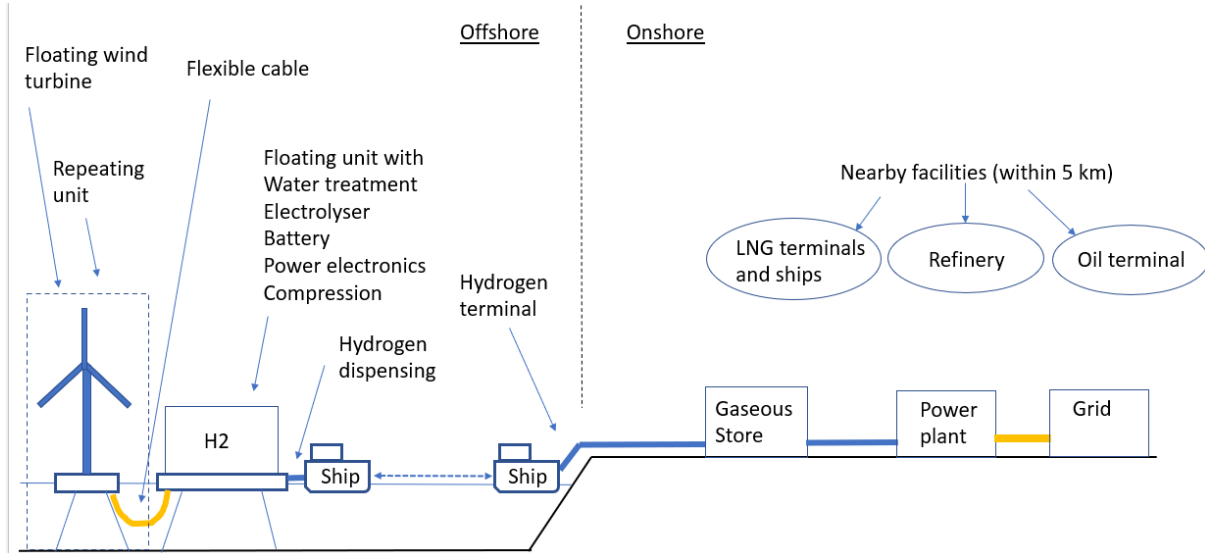 Offshore
Onshore
Floating wind
turbine
Flexible cable
Repeating
unit
Floating unit with
Water treatment
Electrolyser
Battery
Power electronics
Compression
Hydrogen
dispensing
Hydrogen
terminal
Nearby facilities (within 5 km)
LNG terminals
and ships
Refinery
Oil terminal
H2
Ship
Ship
Gaseous
Store
Power
plant
Grid